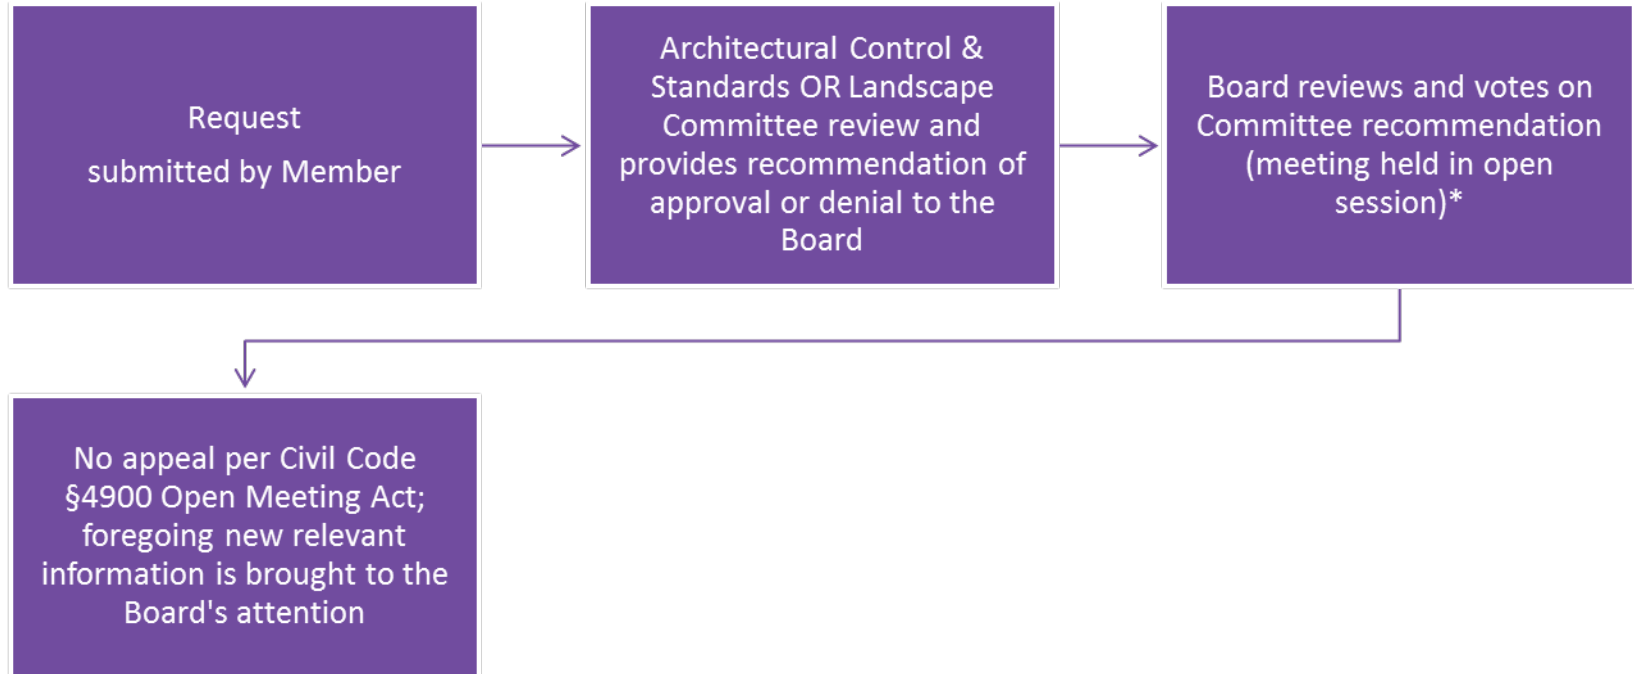 Request
submitted by Member
Architectural Control &
Standards OR Landscape
Committee review and
provides recommendation of
approval or denial to the
Board
Board reviews and votes on
Committee recommendation
(meeting held in open
session)*
No appeal per Civil Code
§4900 Open Meeting Act;
foregoing new relevant
information is brought to the
Board's attention